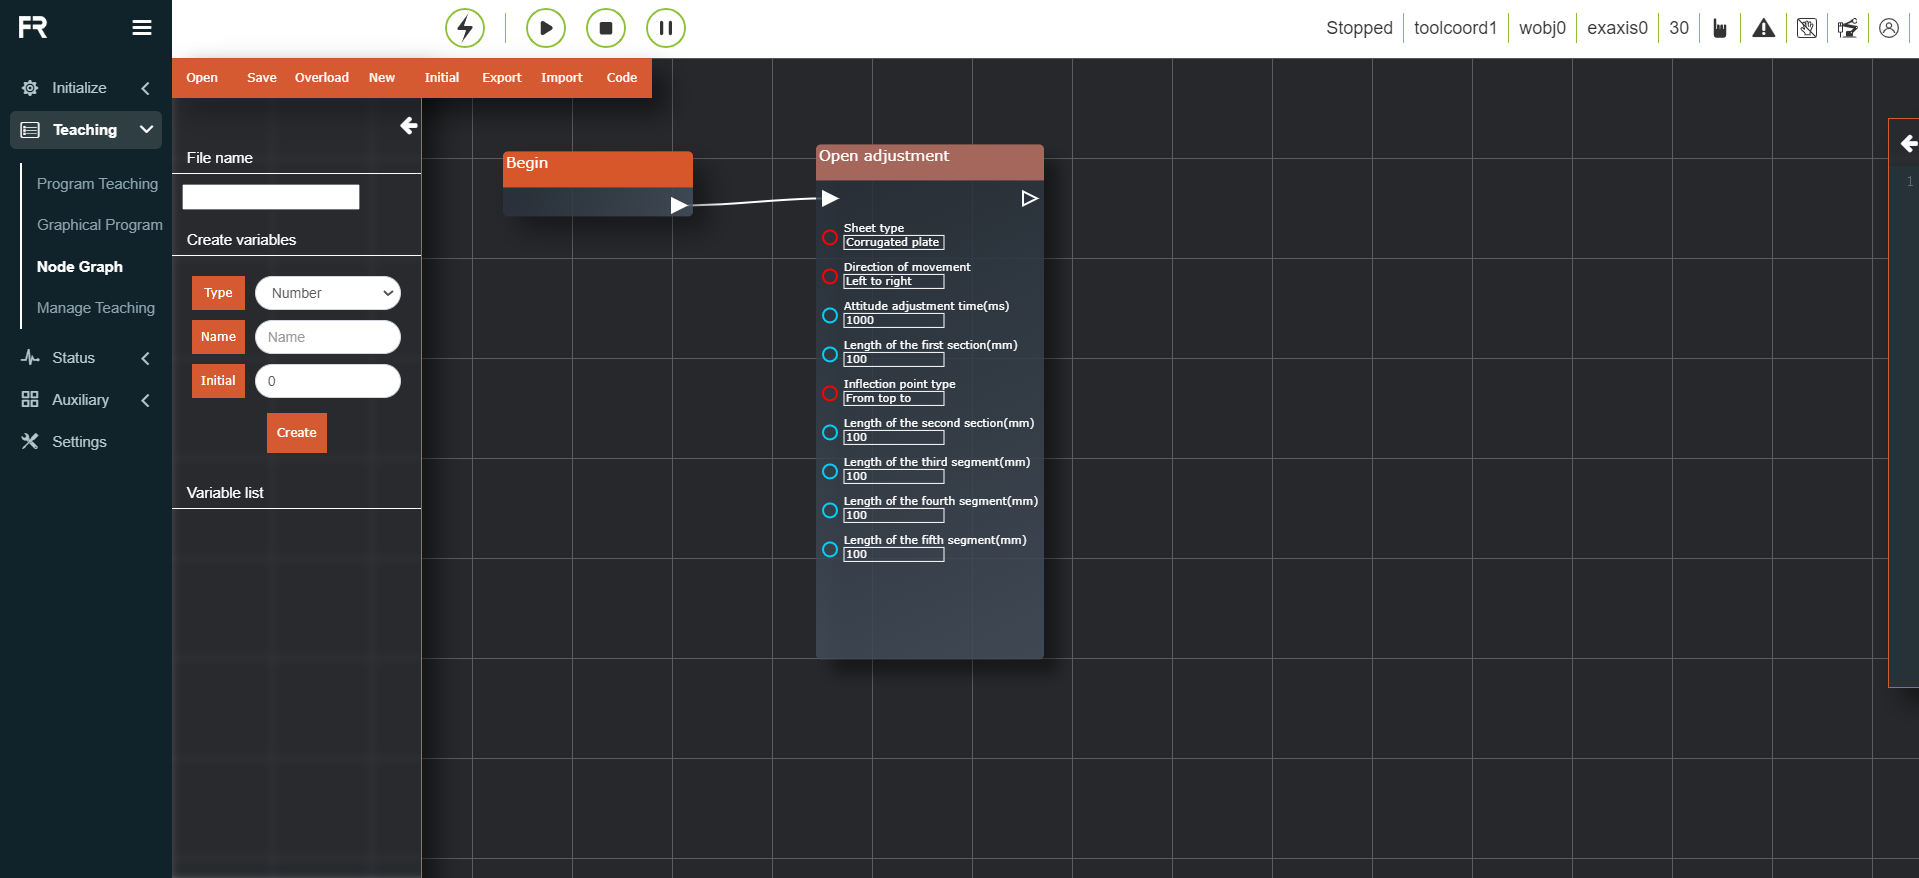 FR
Stopped
toolcoord1
wobj0
exaxis0
30
Open
Save
Overload
New
Initial
Export
Import
Code
Initialize
Teaching
Program Teaching
Graphical Program
Node Graph
Manage Teaching
Status
Auxiliary
Settings
File name
Create variables
Type
Number
Name
Name
Initial
0
Create
Variable list
Begin
Open adjustment
Sheet type
Corrugated plate
Direction of movement
Left to right
Attitude adjustment time(ms)
1000
Length of the first section(mm)
100
Inflection point type
From top to
Length of the second section(mm)
100
Length of the third segment(mm)
100
Length of the fourth segment(mm)
100
Length of the fifth segment(mm)
100
1